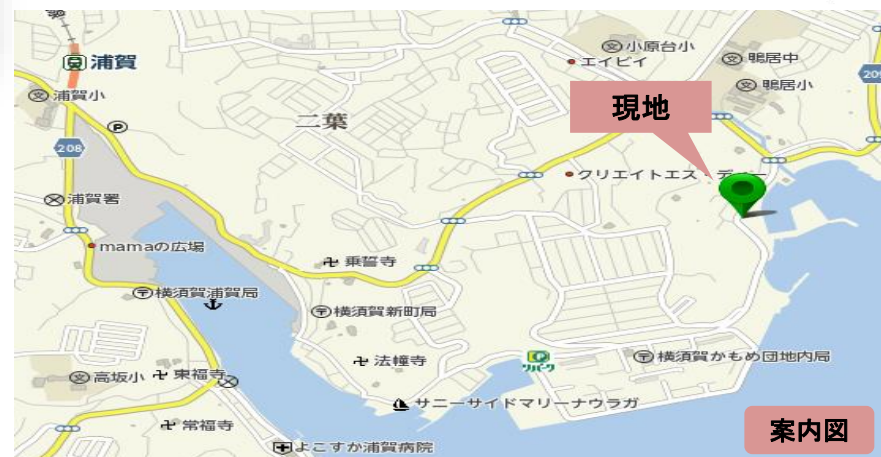 小原台小
鴨居中
エイビイ
浦賀
鴨居小
209
浦賀小
現地
二葉
P
208
クリエイトエス・ディー
浦賀署
mamaの広場
乗誓寺
横須賀浦賀局
横須賀新町局
法幢寺
リパーク
横須賀かもめ団地内局
高坂小
東福寺
サニーサイドマリーナウラガ
常福寺
案内図
よこすか浦賀病院